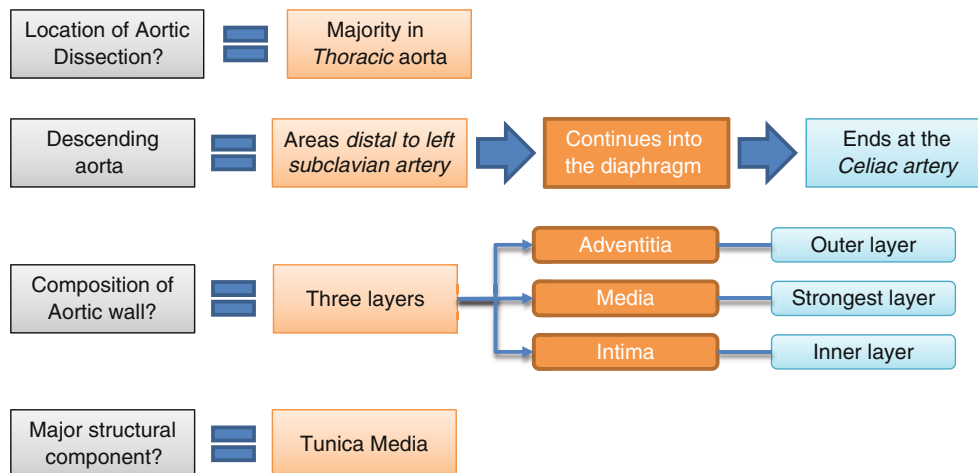 Location of Aortic
Dissection?
Majority in
Thoracic aorta
Descending
aorta
Areas distal to left
subclavian artery
Continues into
the diaphragm
Ends at the
Celiac artery
Composition of
Aortic wall?
Three layers
Adventitia
Outer layer
Media
Strongest layer
Intima
Inner layer
Major structural
component?
Tunica Media